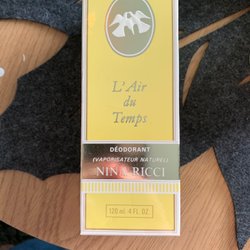 L'Air
du
Temps
DÉODORANT
(VAPORISATEUR NATUREL)
NINA RICCI
120 ml 4 FL. OZ.